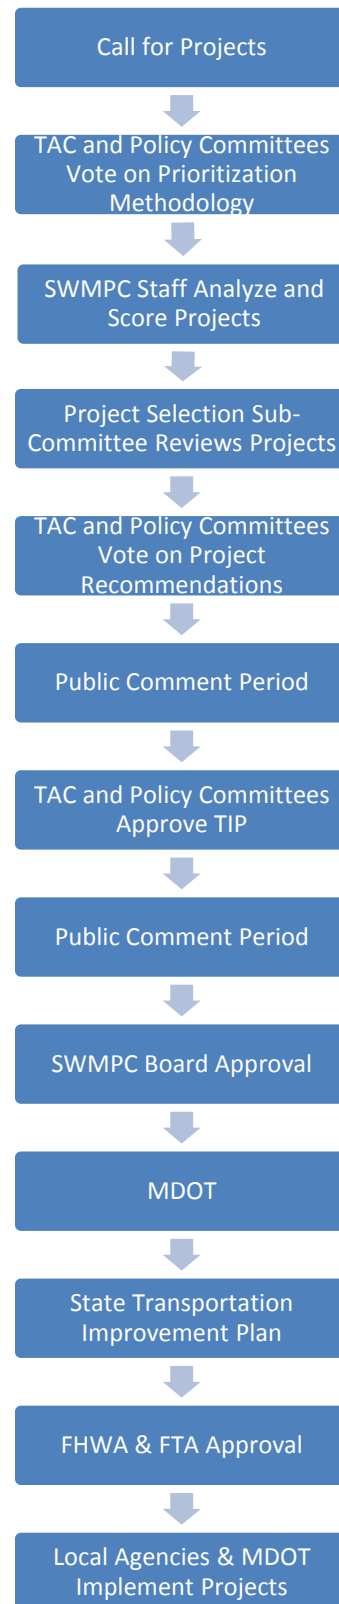 Call for Projects
TAC and Policy Committees
Vote on Prioritization
Methodology
SWMPC Staff Analyze and
Score Projects
Project Selection Sub-
Committee Reviews Projects
TAC and Policy Committees
Vote on Project
Recommendations
Public Comment Period
TAC and Policy Committees
Approve TIP
Public Comment Period
SWMPC Board Approval
MDOT
State Transportation
Improvement Plan
FHWA & FTA Approval
Local Agencies & MDOT
Implement Projects